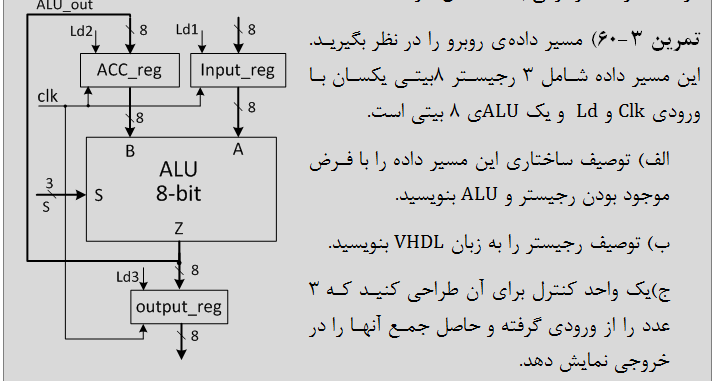 تمرین ۳-۶۰) مسیر داده‌ی روبرو را در نظر بگیرید.
این مسیر داده شامل ۳ رجیستر ۸بیتی یکسان با
ورودی Clk و Ld و یک ALUی ۸ بیتی است.
الف) توصیف ساختاری این مسیر داده را با فرض
موجود بودن رجیستر و ALU بنویسید.
ب) توصیف رجیستر را به زبان VHDL بنویسید.
ج)یک واحد کنترل برای آن طراحی کنید که ۳
عدد را از ورودی گرفته و حاصل جمع آنها را در
خروجی نمایش دهد.
ALU_out
Ld2 8 Ld1 8
ACC_reg Input_reg
clk
8 8
B A
ALU
8-bit
3
S S
Z
Ld3 8
output_reg
8